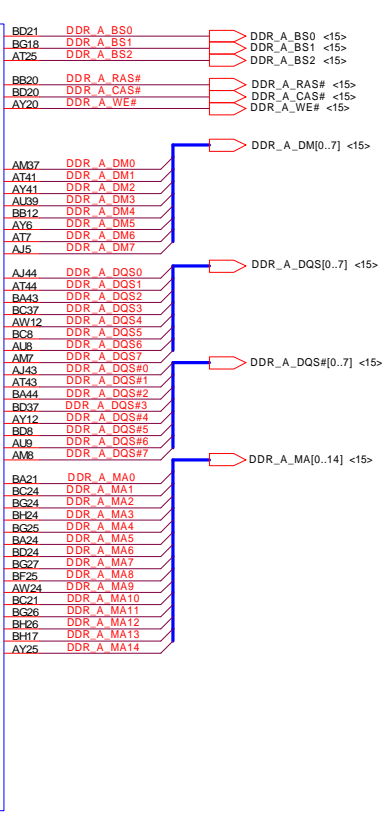 BD21 DDR_A_BS0 DDR_A_BS0 <15>
BG18 DDR_A_BS1 DDR_A_BS1 <15>
AT25 DDR_A_BS2 DDR_A_BS2 <15>
BB20 DDR_A_RAS# DDR_A_RAS# <15>
BD20 DDR_A_CAS# DDR_A_CAS# <15>
AY20 DDR_A_WE# DDR_A_WE# <15>
DDR_A_DM[0..7] <15>
AM37 DDR_A_DM0
AT41 DDR_A_DM1
AY41 DDR_A_DM2
AU39 DDR_A_DM3
BB12 DDR_A_DM4
AY6 DDR_A_DM5
AT7 DDR_A_DM6
AJ5 DDR_A_DM7
DDR_A_DQS[0..7] <15>
AJ44 DDR_A_DQS0
AT44 DDR_A_DQS1
BA43 DDR_A_DQS2
BC37 DDR_A_DQS3
AW12 DDR_A_DQS4
BC8 DDR_A_DQS5
AU8 DDR_A_DQS6
AM7 DDR_A_DQS7
DDR_A_DQS#[0..7] <15>
AJ43 DDR_A_DQS#0
AT43 DDR_A_DQS#1
BA44 DDR_A_DQS#2
BD37 DDR_A_DQS#3
AY12 DDR_A_DQS#4
BD8 DDR_A_DQS#5
AU9 DDR_A_DQS#6
AM8 DDR_A_DQS#7
DDR_A_MA[0..14] <15>
BA21 DDR_A_MA0
BC24 DDR_A_MA1
BG24 DDR_A_MA2
BH24 DDR_A_MA3
BG25 DDR_A_MA4
BA24 DDR_A_MA5
BD24 DDR_A_MA6
BG27 DDR_A_MA7
BF25 DDR_A_MA8
AW24 DDR_A_MA9
BC21 DDR_A_MA10
BG26 DDR_A_MA11
BH26 DDR_A_MA12
BH17 DDR_A_MA13
AY25 DDR_A_MA14